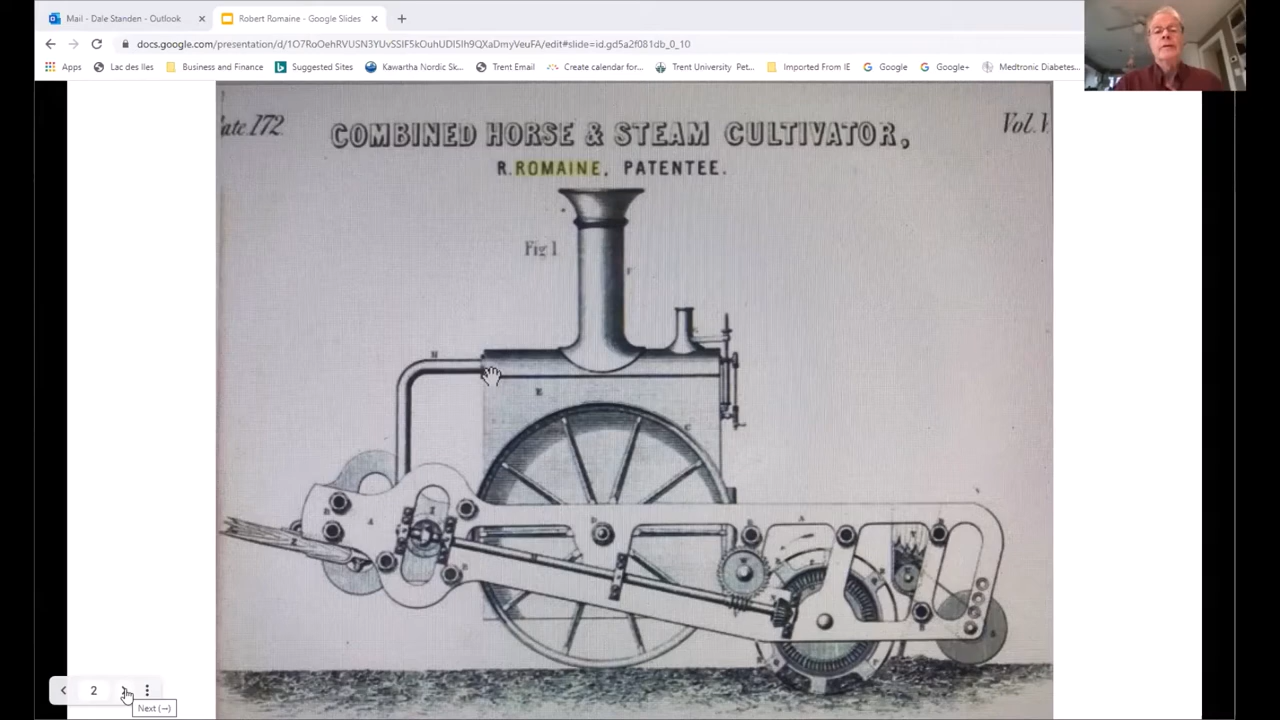 Mail - Dale Standen - Outlook
Robert Romaine - Google Slides
docs.google.com/presentation/d/1O7RoOehRVUSN3YUvSSIF5kOuhUDI5Ih9QXaDmyVeuFA/edit#slide=id.gd5a2f081db_0_10
Apps
Lac des Iles
Business and Finance
Suggested Sites
Kawartha Nordic Sk...
Trent Email
Create calendar for...
Trent University Pet...
Imported From IE
Google
Google+
Medtronic Diabetes...
ate.172.
COMBINED HORSE & STEAM CULTIVATOR,
Vol.V
R. ROMAINE, PATENTEE.
Fig 1
F
H
E
C
B
A
I
D
A
2
Next (→)